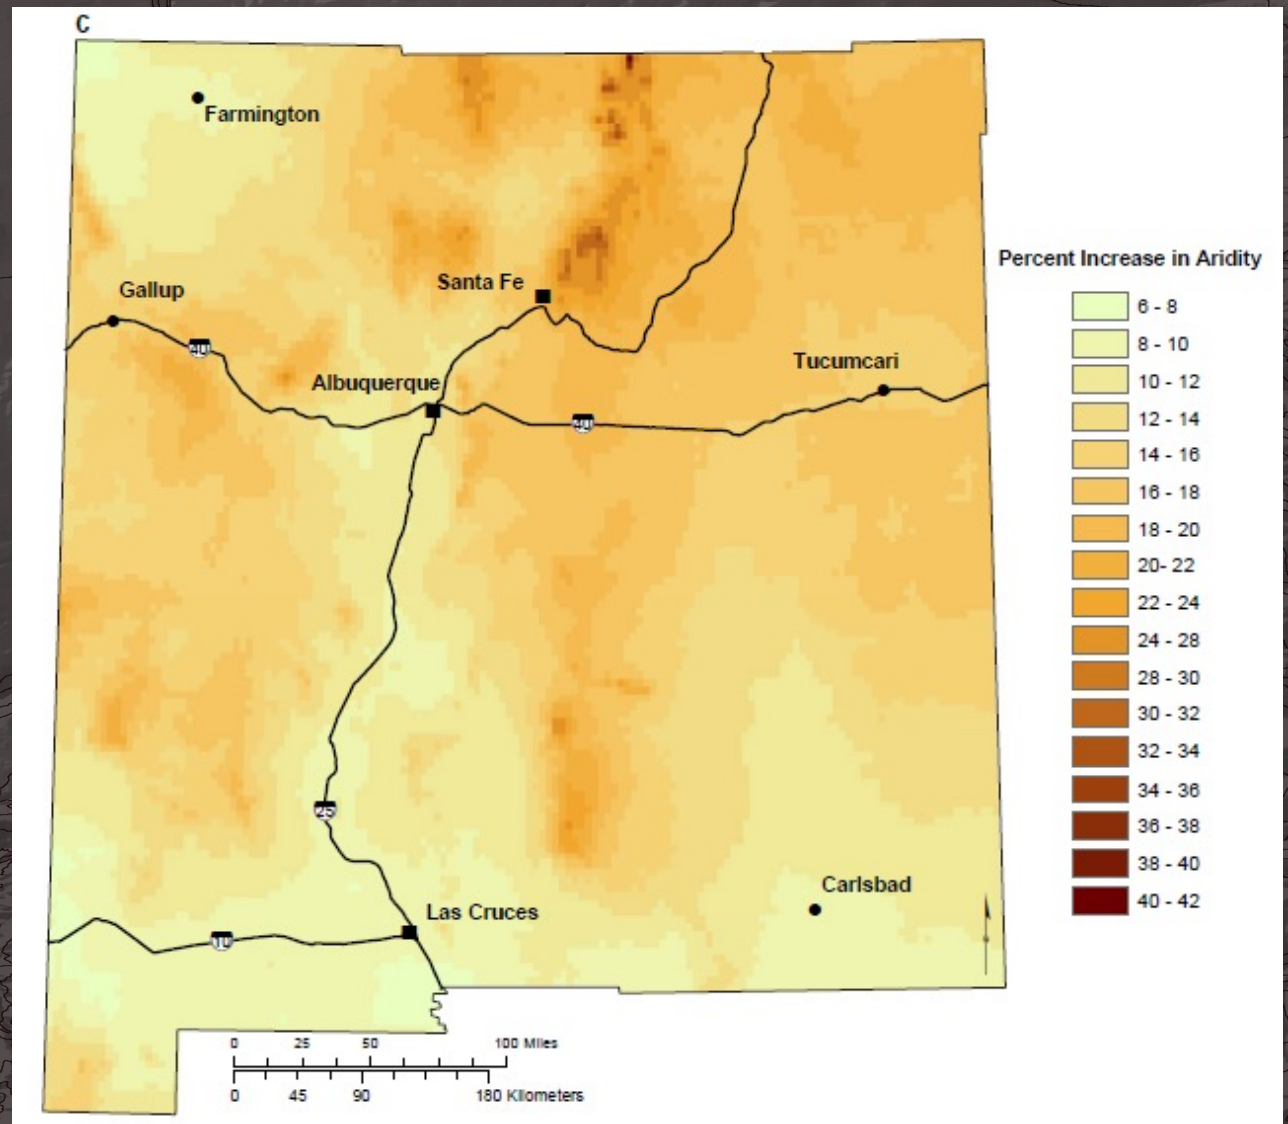 C
Farmington
Santa Fe
Gallup
40
Albuquerque
Tucumcari
40
25
Carlsbad
Las Cruces
10
0 25 50 100 Miles
0 45 90 180 Kilometers
Percent Increase in Aridity
6 - 8
8 - 10
10 - 12
12 - 14
14 - 16
16 - 18
18 - 20
20- 22
22 - 24
24 - 28
28 - 30
30 - 32
32 - 34
34 - 36
36 - 38
38 - 40
40 - 42